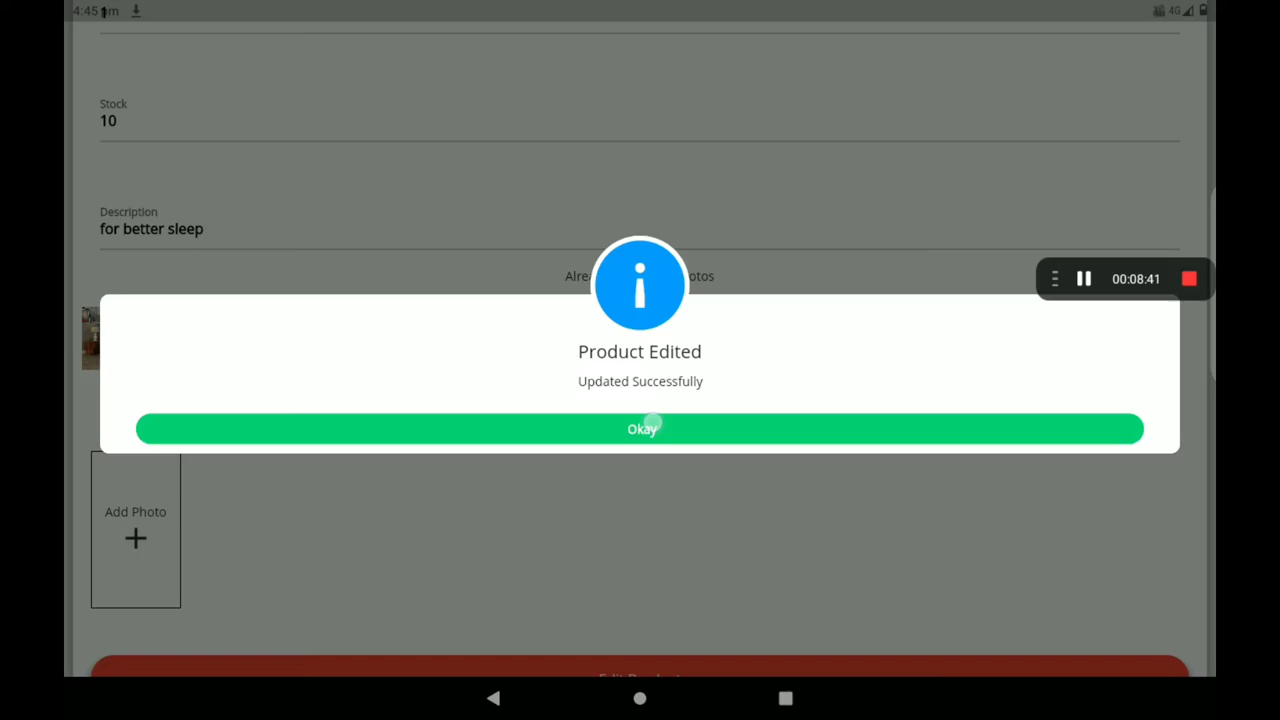 4:45 pm
4G
Stock
10
Description
for better sleep
00:08:41
Product Edited
Updated Successfully
Okay
Add Photo